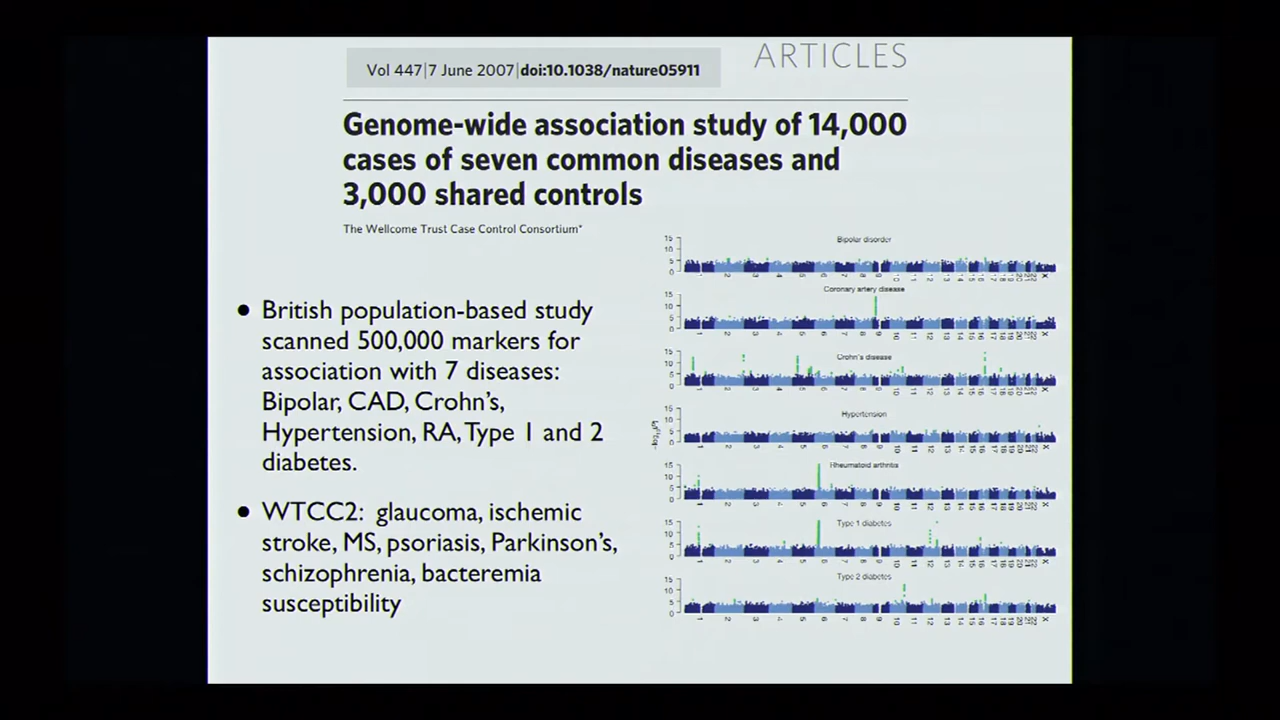 Vol 447|7 June 2007|doi:10.1038/nature05911
ARTICLES
Genome-wide association study of 14,000
cases of seven common diseases and
3,000 shared controls
The Wellcome Trust Case Control Consortium*
• British population-based study
scanned 500,000 markers for
association with 7 diseases:
Bipolar, CAD, Crohn's,
Hypertension, RA, Type 1 and 2
diabetes.
• WTCC2: glaucoma, ischemic
stroke, MS, psoriasis, Parkinson's,
schizophrenia, bacteremia
susceptibility
Bipolar disorder
Coronary artery disease
Crohn's disease
Hypertension
Rheumatoid arthritis
Type 1 diabetes
Type 2 diabetes